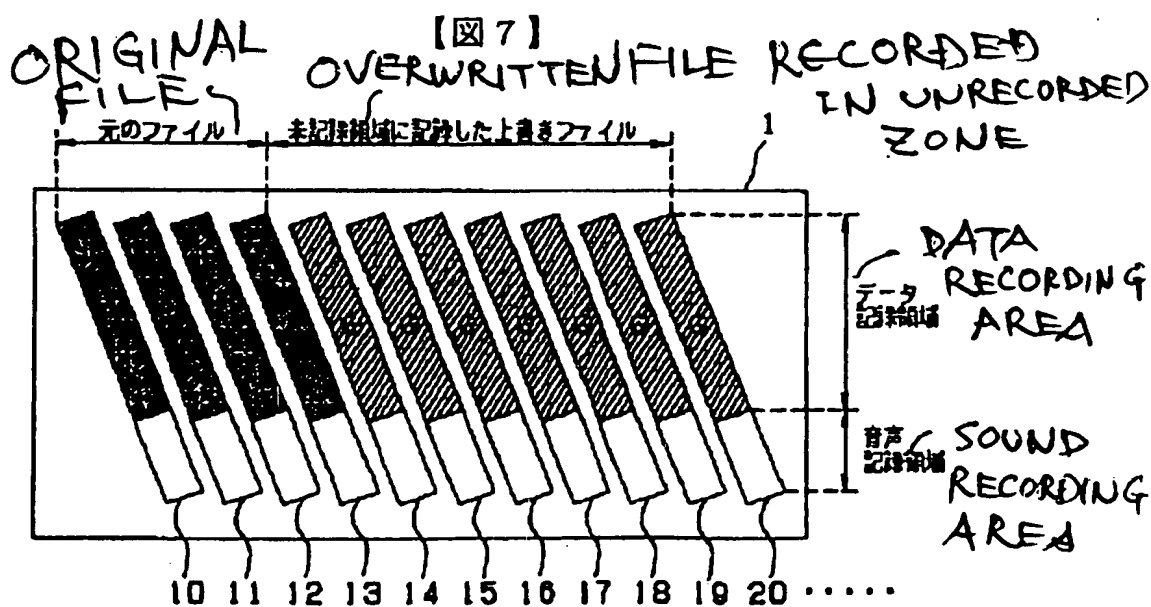 【図7】
ORIGINAL
FILES
OVERWRITTEN FILE RECORDED
IN UNRECORDED
ZONE
元のファイル
未記録領域に記録した上書きファイル
1
DATA
RECORDING
AREA
データ
記録領域
音声
記録領域
SOUND
RECORDING
AREA
10 11 12 13 14 15 16 17 18 19 20 ·····